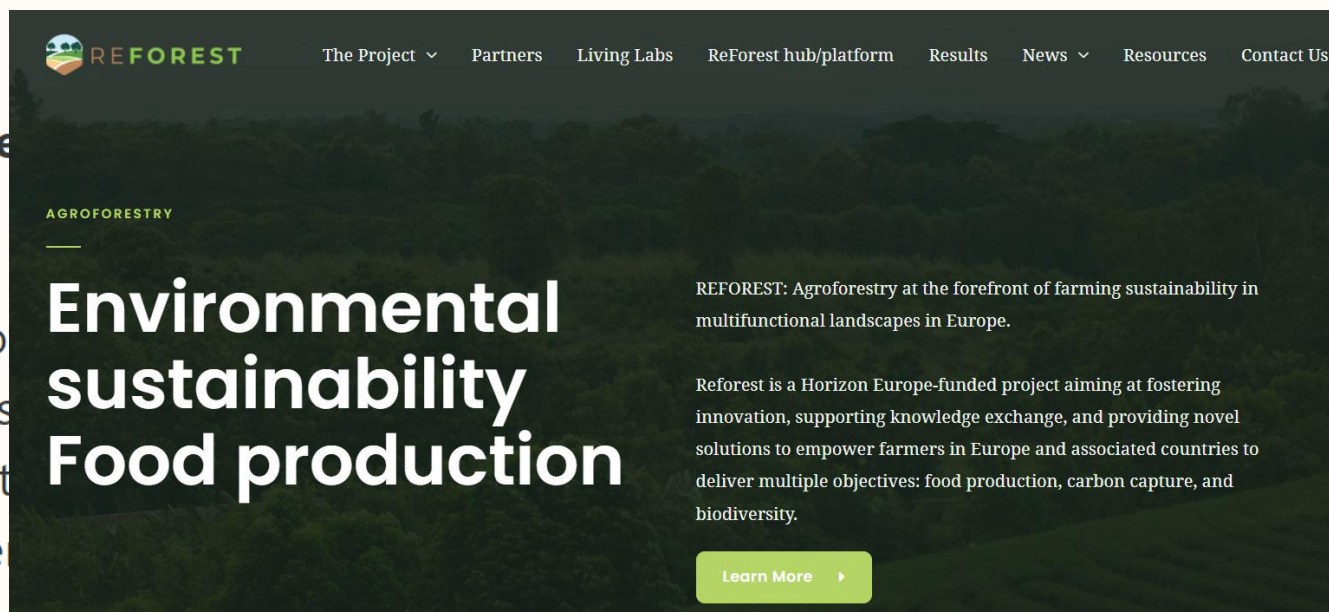 REFOREST
The Project
Partners
Living Labs
ReForest hub/platform
Results
News
Resources
Contact Us
AGROFORESTRY
Environmental
sustainability
Food production
REFOREST: Agroforestry at the forefront of farming sustainability in
multifunctional landscapes in Europe.
Reforest is a Horizon Europe-funded project aiming at fostering
innovation, supporting knowledge exchange, and providing novel
solutions to empower farmers in Europe and associated countries to
deliver multiple objectives: food production, carbon capture, and
biodiversity.
Learn More